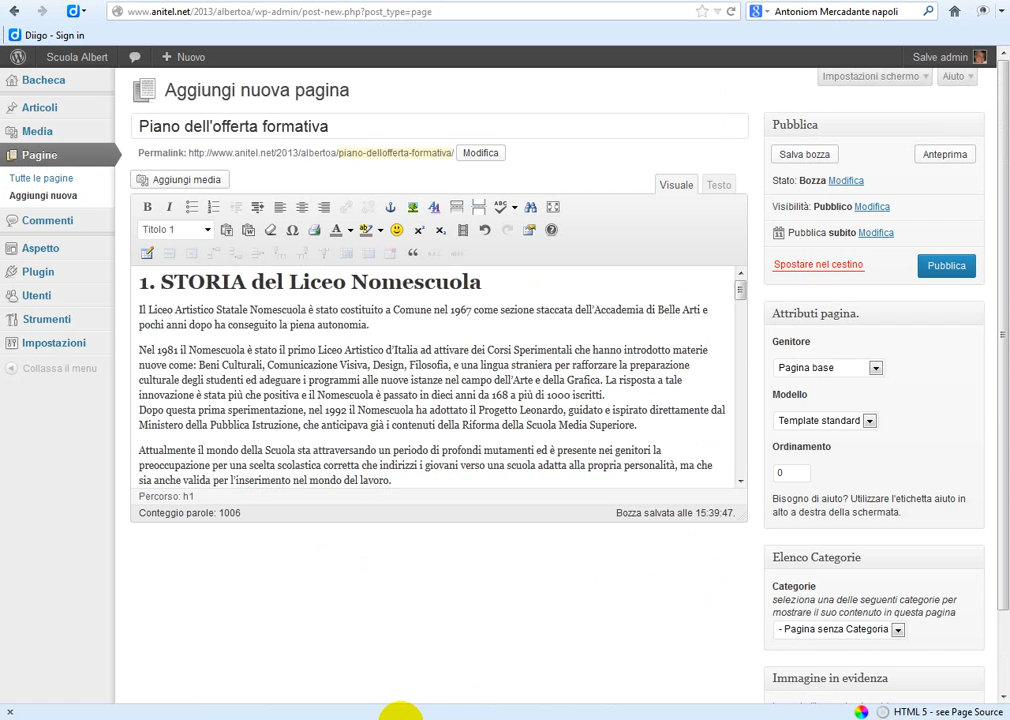 www.anitel.net/2013/albertoa/wp-admin/post-new.php?post_type=page
Antoniom Mercadante napoli
Diigo - Sign in
Scuola Albert
Nuovo
Salve admin
Bacheca
Articoli
Media
Pagine
Tutte le pagine
Aggiungi nuova
Commenti
Aspetto
Plugin
Utenti
Strumenti
Impostazioni
Collassa il menu
Impostazioni schermo
Aiuto
Aggiungi nuova pagina
Piano dell'offerta formativa
Permalink: http://www.anitel.net/2013/albertoa/piano-dellofferta-formativa/ Modifica
Aggiungi media
Visuale
Testo
B I ABC
Titolo 1
1. STORIA del Liceo Nomescuola
Il Liceo Artistico Statale Nomescuola è stato costituito a Comune nel 1967 come sezione staccata dell'Accademia di Belle Arti e
pochi anni dopo ha conseguito la piena autonomia.
Nel 1981 il Nomescuola è stato il primo Liceo Artistico d'Italia ad attivare dei Corsi Sperimentali che hanno introdotto materie
nuove come: Beni Culturali, Comunicazione Visiva, Design, Filosofia, e una lingua straniera per rafforzare la preparazione
culturale degli studenti ed adeguare i programmi alle nuove istanze nel campo dell'Arte e della Grafica. La risposta a tale
innovazione è stata più che positiva e il Nomescuola è passato in dieci anni da 168 a più di 1000 iscritti.
Dopo questa prima sperimentazione, nel 1992 il Nomescuola ha adottato il Progetto Leonardo, guidato e ispirato direttamente dal
Ministero della Pubblica Istruzione, che anticipava già i contenuti della Riforma della Scuola Media Superiore.
Attualmente il mondo della Scuola sta attraversando un periodo di profondi mutamenti ed è presente nei genitori la
preoccupazione per una scelta scolastica corretta che indirizzi i giovani verso una scuola adatta alla propria personalità, ma che
sia anche valida per l'inserimento nel mondo del lavoro.
Percorso: h1
Conteggio parole: 1006
Bozza salvata alle 15:39:47.
Pubblica
Salva bozza
Anteprima
Stato: Bozza Modifica
Visibilità: Pubblico Modifica
Pubblica subito Modifica
Spostare nel cestino
Pubblica
Attributi pagina.
Genitore
Pagina base
Modello
Template standard
Ordinamento
0
Bisogno di aiuto? Utilizzare l'etichetta aiuto in
alto a destra della schermata.
Elenco Categorie
Categorie
seleziona una delle seguenti categorie per
mostrare il suo contenuto in questa pagina
- Pagina senza Categoria
Immagine in evidenza
HTML 5 - see Page Source